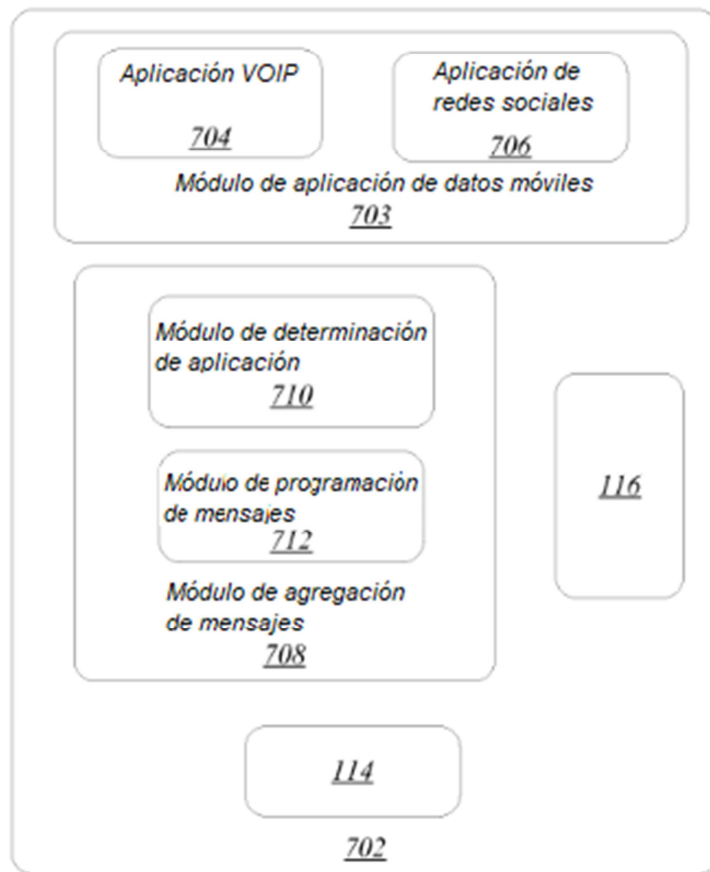 Aplicación VOIP
704
Aplicación de
redes sociales
706
Módulo de aplicación de datos móviles
703
Módulo de determinación
de aplicación
710
Módulo de programación
de mensajes
712
Módulo de agregación
de mensajes
708
116
114
702